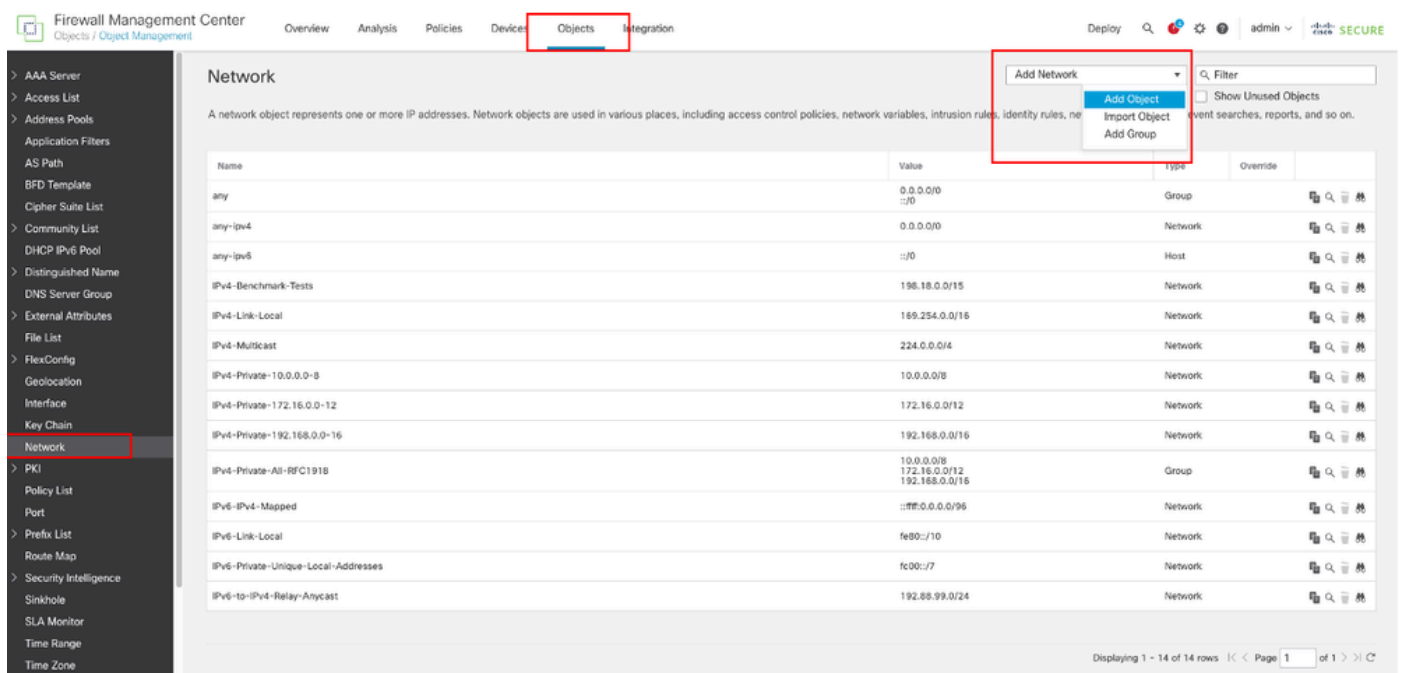 Firewall Management Center
Objects / Object Management
Overview Analysis Policies Devices Objects Integration
Deploy admin cisco SECURE
AAA Server
Access List
Address Pools
Application Filters
AS Path
BFD Template
Cipher Suite List
Community List
DHCP IPv6 Pool
Distinguished Name
DNS Server Group
External Attributes
File List
FlexConfig
Geolocation
Interface
Key Chain
Network
PKI
Policy List
Port
Prefix List
Route Map
Security Intelligence
Sinkhole
SLA Monitor
Time Range
Time Zone
Network
Add Network
Filter
Add Object
Import Object
Add Group
Show Unused Objects
A network object represents one or more IP addresses. Network objects are used in various places, including access control policies, network variables, intrusion rules, identity rules, ne event searches, reports, and so on.
Name Value Type Override
any 0.0.0.0/0 Group
::/0
any-ipv4 0.0.0.0/0 Network
any-ipv6 ::/0 Host
IPv4-Benchmark-Tests 198.18.0.0/15 Network
IPv4-Link-Local 169.254.0.0/16 Network
IPv4-Multicast 224.0.0.0/4 Network
IPv4-Private-10.0.0.0-8 10.0.0.0/8 Network
IPv4-Private-172.16.0.0-12 172.16.0.0/12 Network
IPv4-Private-192.168.0.0-16 192.168.0.0/16 Network
10.0.0.0/8
IPv4-Private-All-RFC1918 172.16.0.0/12 Group
192.168.0.0/16
IPv6-IPv4-Mapped ::ffff:0.0.0.0/96 Network
IPv6-Link-Local fe80::/10 Network
IPv6-Private-Unique-Local-Addresses fc00::/7 Network
IPv6-to-IPv4-Relay-Anycast 192.88.99.0/24 Network
Displaying 1 - 14 of 14 rows |< < Page 1 of 1 > >| C